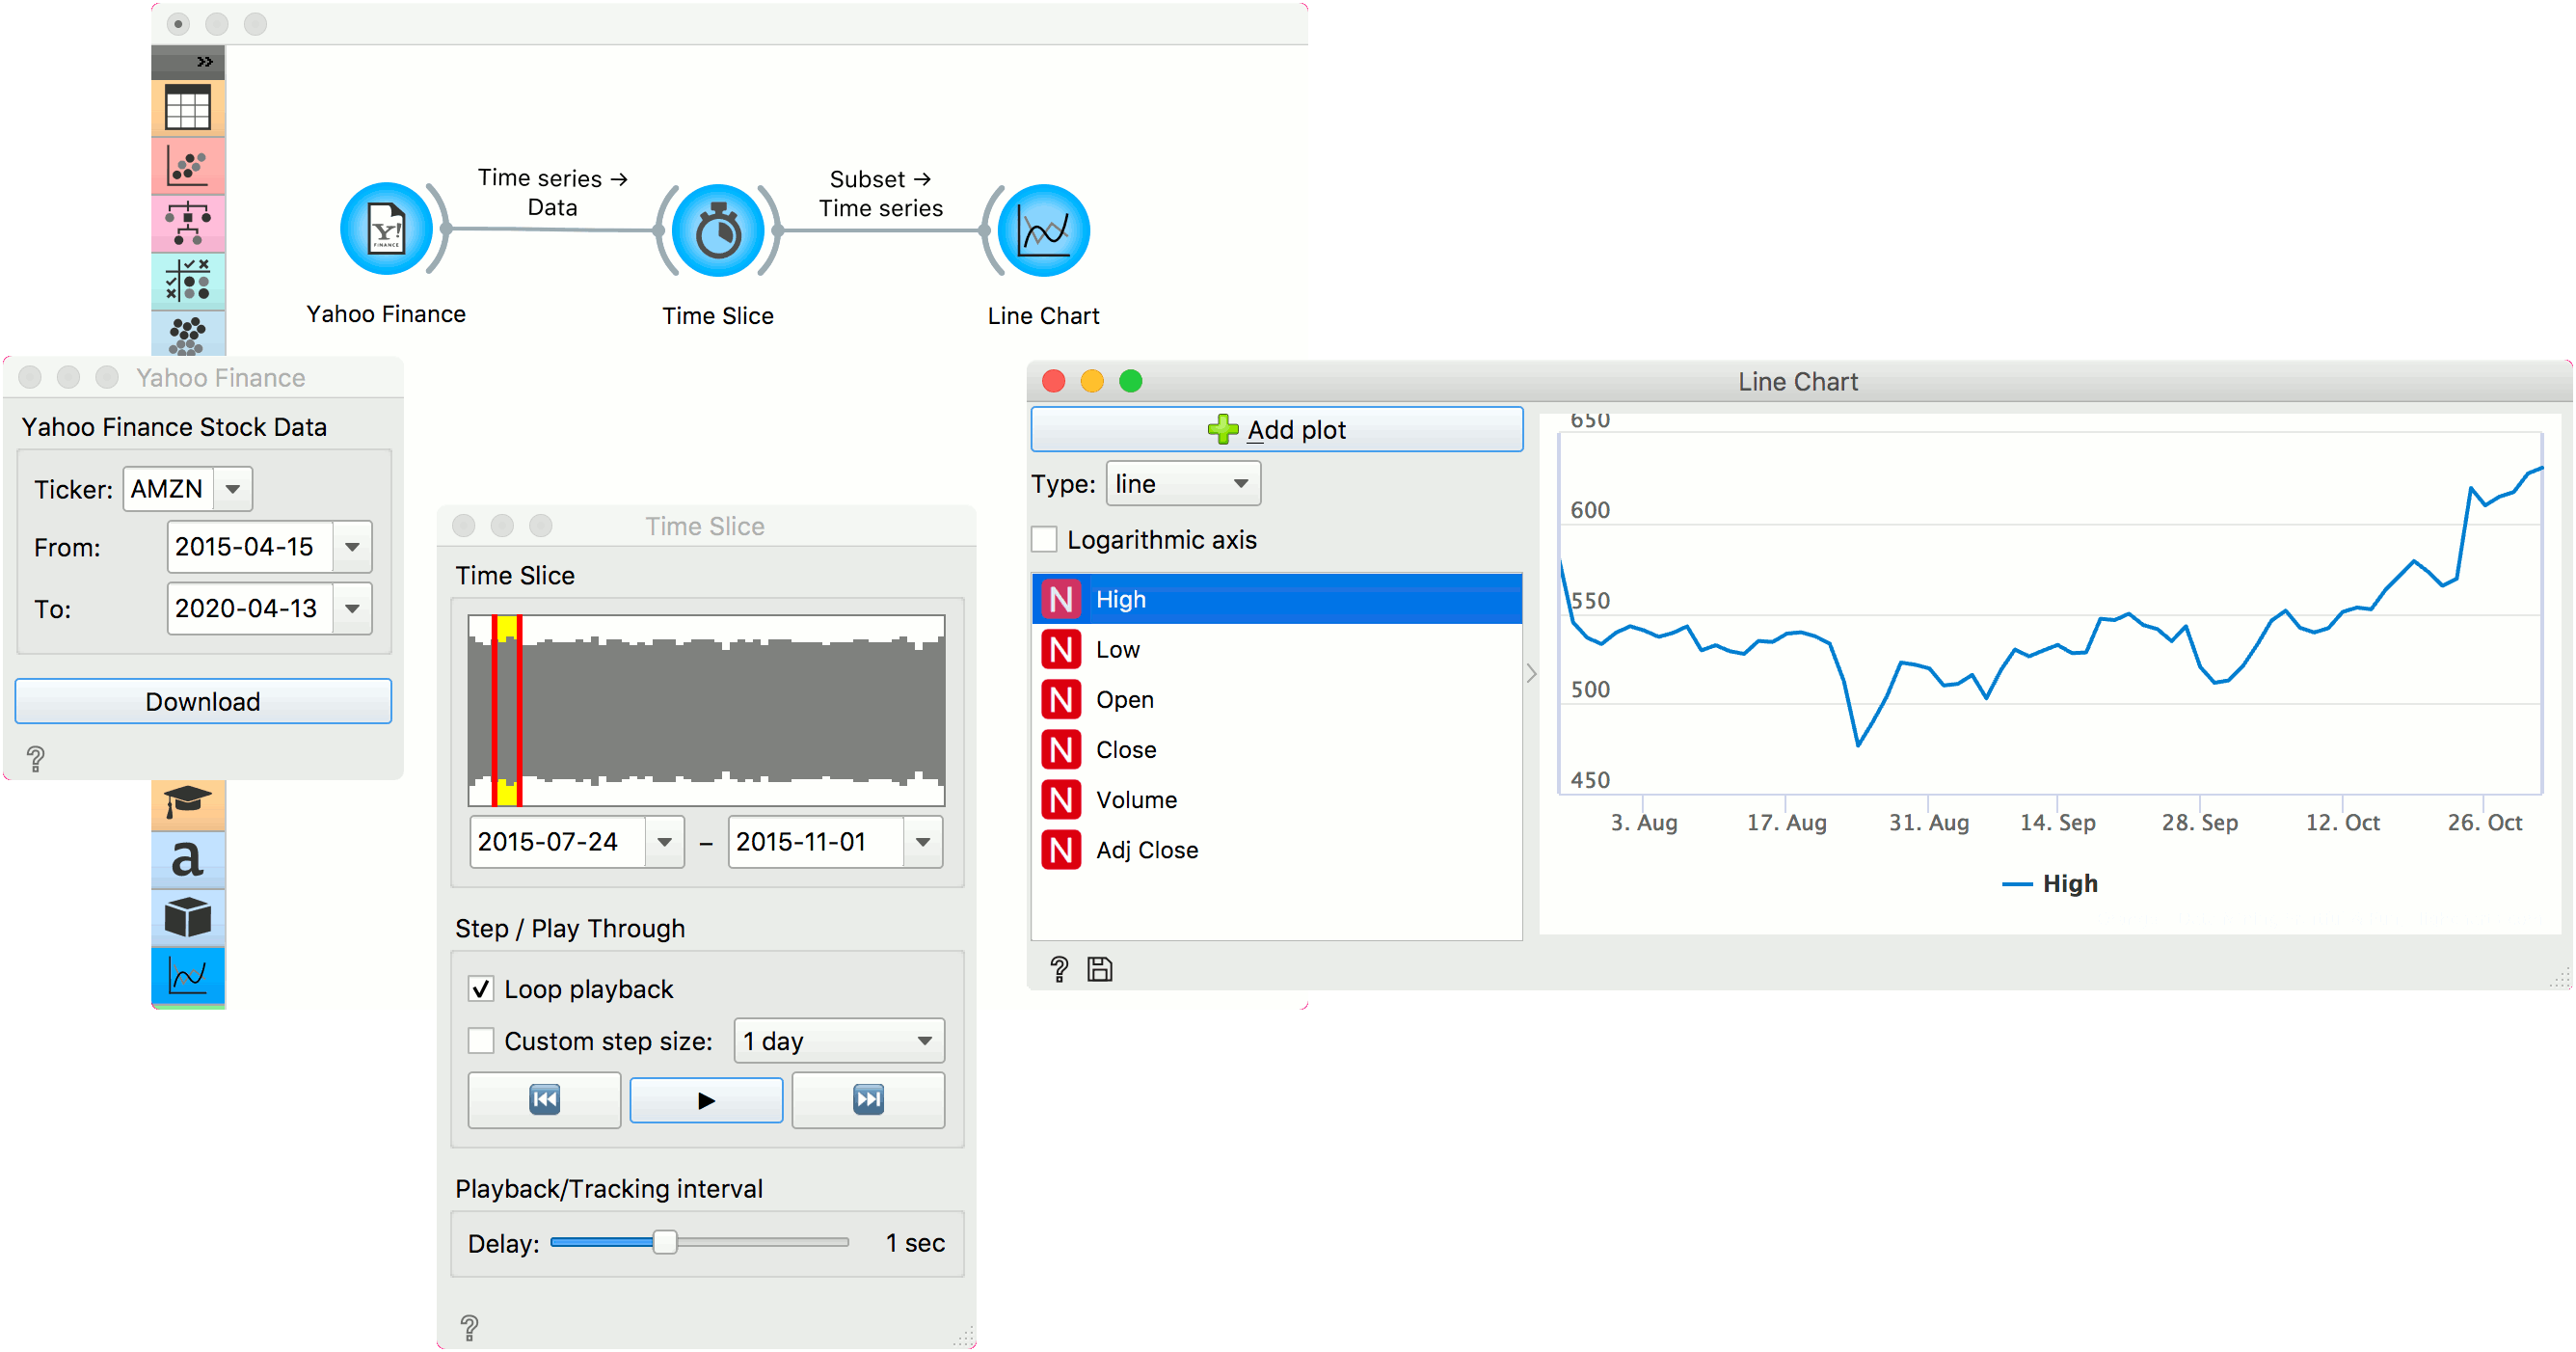 »
Time series →
Data
Subset →
Time series
Y!
FINANCE
Yahoo Finance
Time Slice
Line Chart
Yahoo Finance
Yahoo Finance Stock Data
Ticker: AMZN
From: 2015-04-15
To: 2020-04-13
Download
?
a
Time Slice
Time Slice
2015-07-24 – 2015-11-01
Step / Play Through
Loop playback
Custom step size: 1 day
Playback/Tracking interval
Delay: 1 sec
?
Line Chart
Add plot
Type: line
Logarithmic axis
N High
N Low
N Open
N Close
N Volume
N Adj Close
?
650
600
550
500
450
3. Aug 17. Aug 31. Aug 14. Sep 28. Sep 12. Oct 26. Oct
High